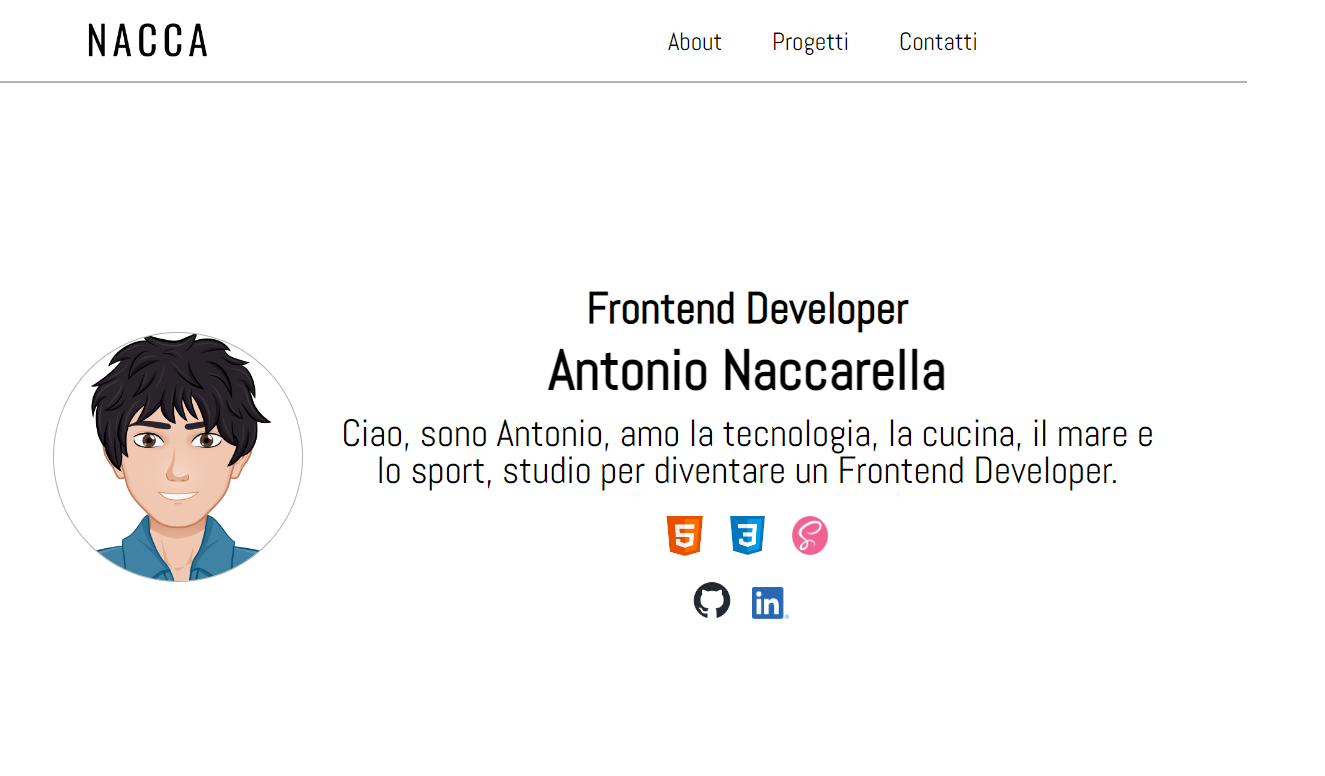 NACCA
About Progetti Contatti
Frontend Developer
Antonio Naccarella
Ciao, sono Antonio, amo la tecnologia, la cucina, il mare e
lo sport, studio per diventare un Frontend Developer.
5 3 S
in